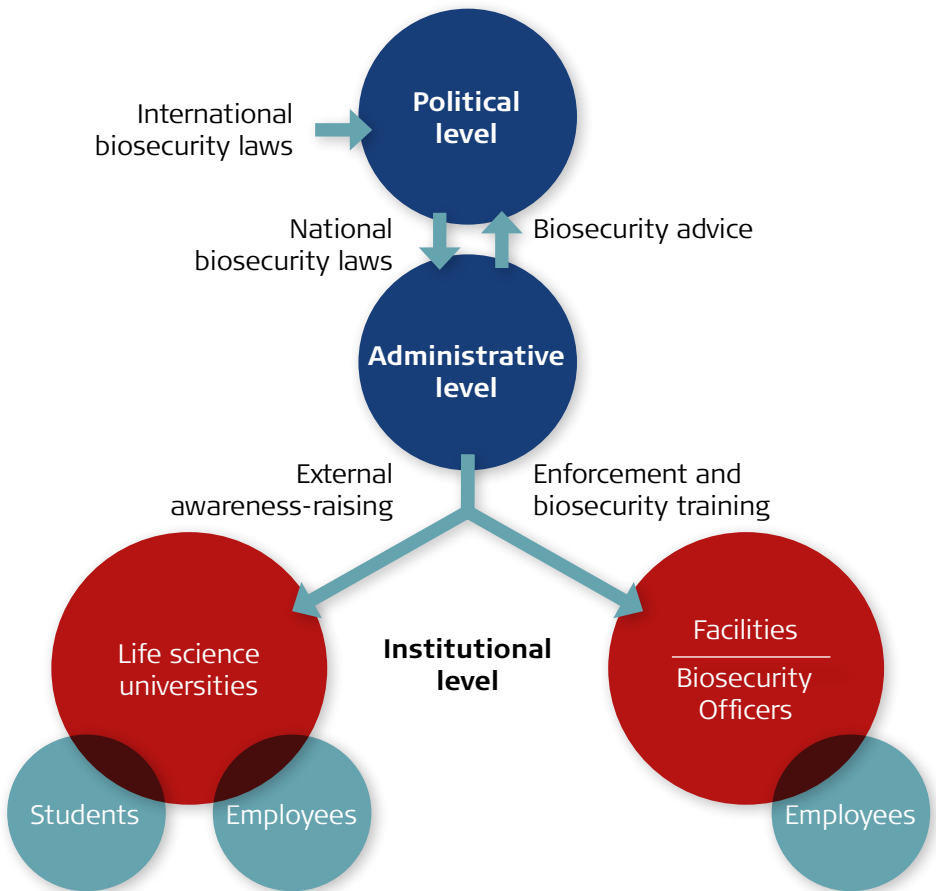 Political
level
International
biosecurity laws
National
biosecurity laws
Biosecurity advice
Administrative
level
External
awareness-raising
Enforcement and
biosecurity training
Life science
universities
Institutional
level
Facilities
Biosecurity
Officers
Students
Employees
Employees